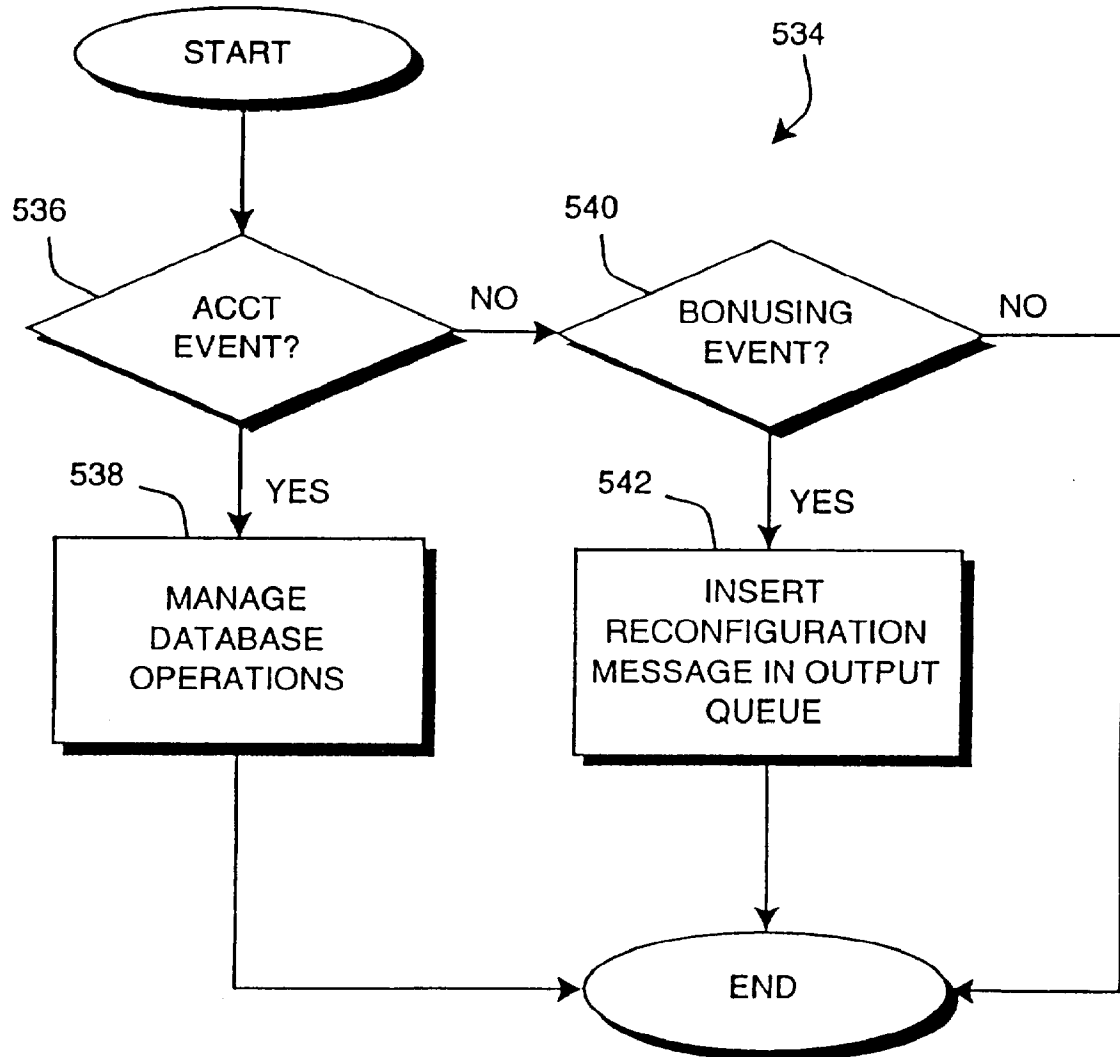 START
534
536
540
ACCT
EVENT?
NO
BONUSING
EVENT?
NO
538
YES
542
YES
MANAGE
DATABASE
OPERATIONS
INSERT
RECONFIGURATION
MESSAGE IN OUTPUT
QUEUE
END